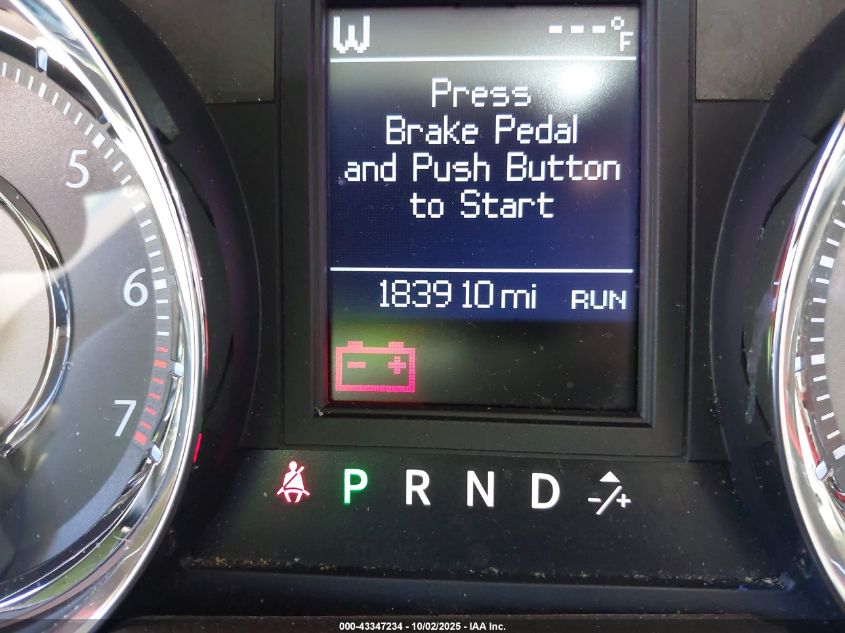 W ---°F
Press
Brake Pedal
and Push Button
to Start
183910 mi RUN
- +
5
6
7
P R N D -/+
000-43347234 - 10/02/2025 - IAA Inc.